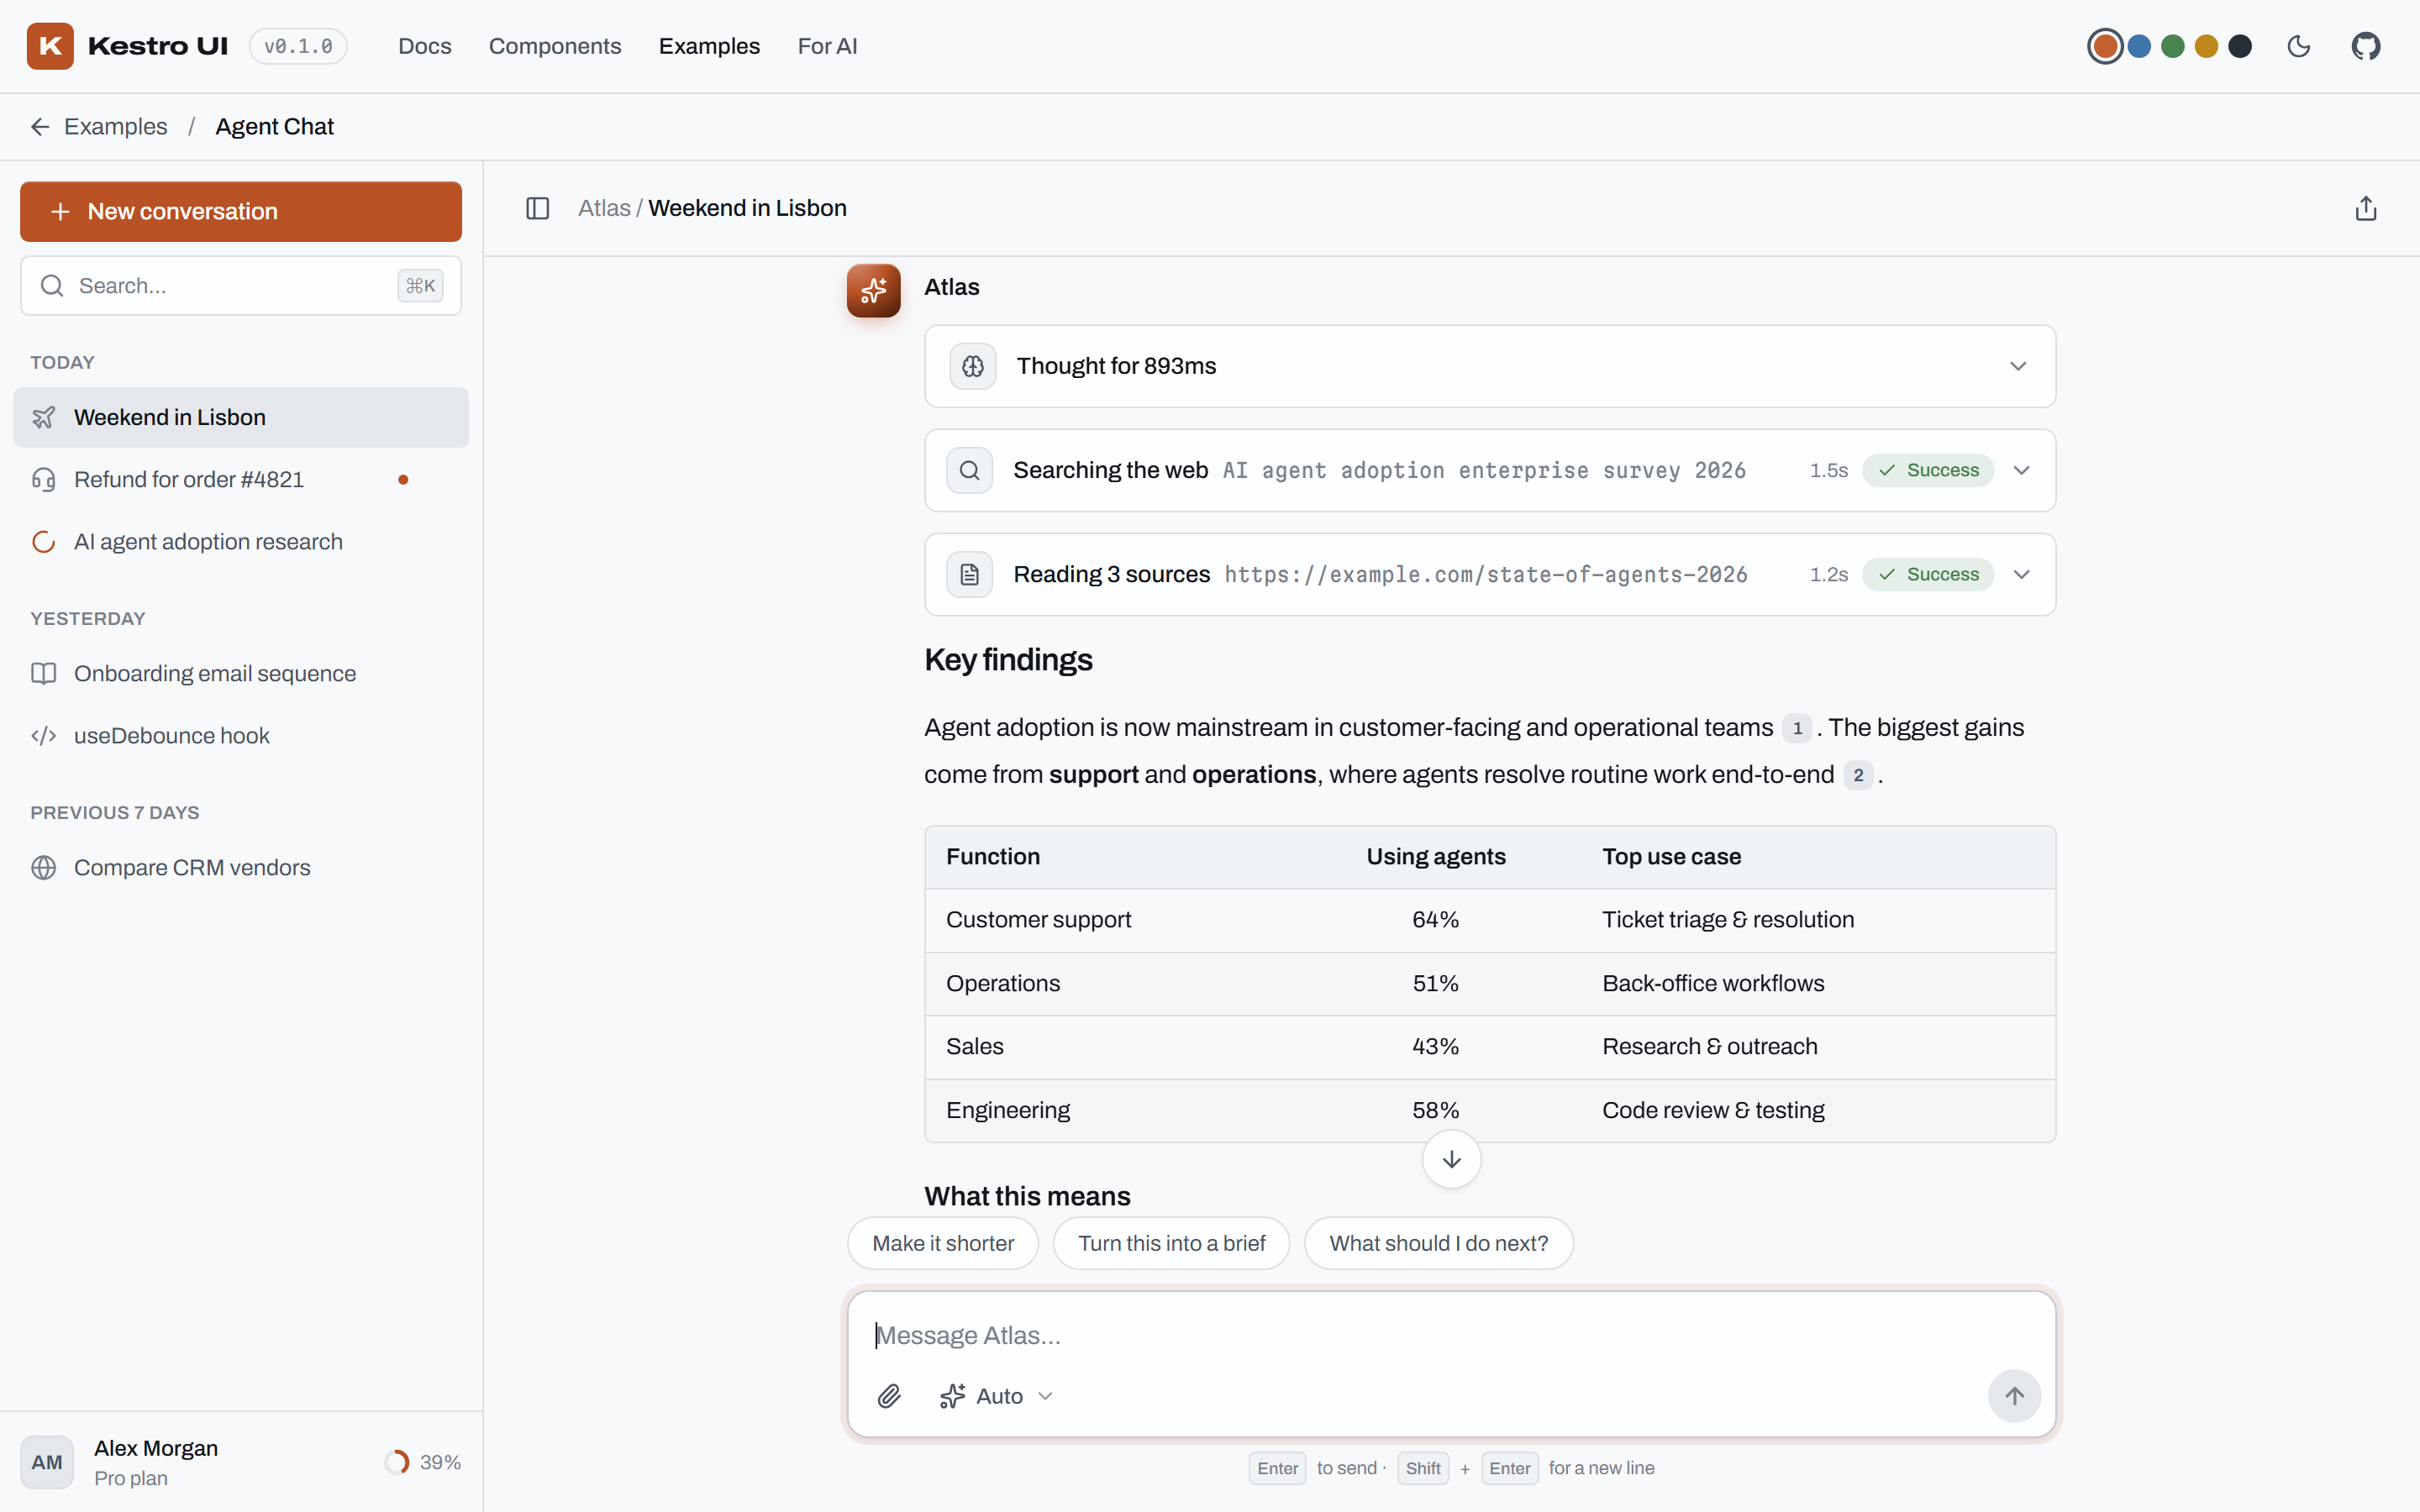 K Kestro UI v0.1.0 Docs Components Examples For AI
Examples / Agent Chat
New conversation
Search... ⌘K
TODAY
Weekend in Lisbon
Refund for order #4821
AI agent adoption research
YESTERDAY
Onboarding email sequence
useDebounce hook
PREVIOUS 7 DAYS
Compare CRM vendors
AM Alex Morgan
Pro plan
39%
Atlas / Weekend in Lisbon
Atlas
Thought for 893ms
Searching the web AI agent adoption enterprise survey 2026 1.5s Success
Reading 3 sources https://example.com/state-of-agents-2026 1.2s Success
Key findings
Agent adoption is now mainstream in customer-facing and operational teams 1 . The biggest gains
come from support and operations, where agents resolve routine work end-to-end 2 .
Function Using agents Top use case
Customer support 64% Ticket triage & resolution
Operations 51% Back-office workflows
Sales 43% Research & outreach
Engineering 58% Code review & testing
What this means
Make it shorter Turn this into a brief What should I do next?
Message Atlas...
Auto
Enter to send · Shift + Enter for a new line